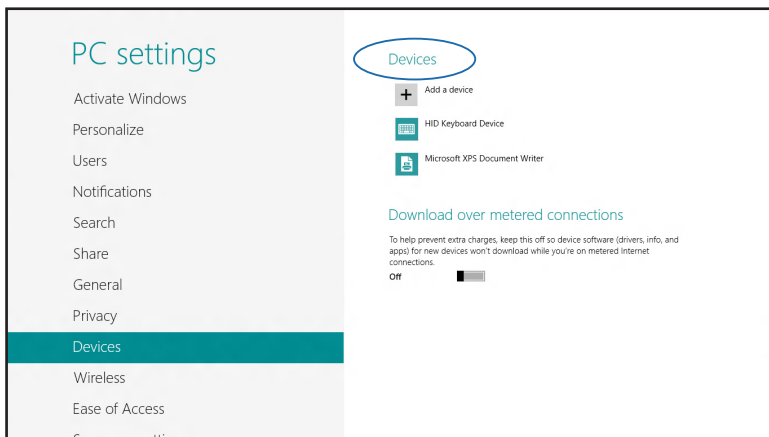 PC settings
Activate Windows
Personalize
Users
Notifications
Search
Share
General
Privacy
Devices
Wireless
Ease of Access
Devices
Add a device
HID Keyboard Device
Microsoft XPS Document Writer
Download over metered connections
To help prevent extra charges, keep this off so device software (drivers, info, and
apps) for new devices won't download while you're on metered Internet
connections.
Off